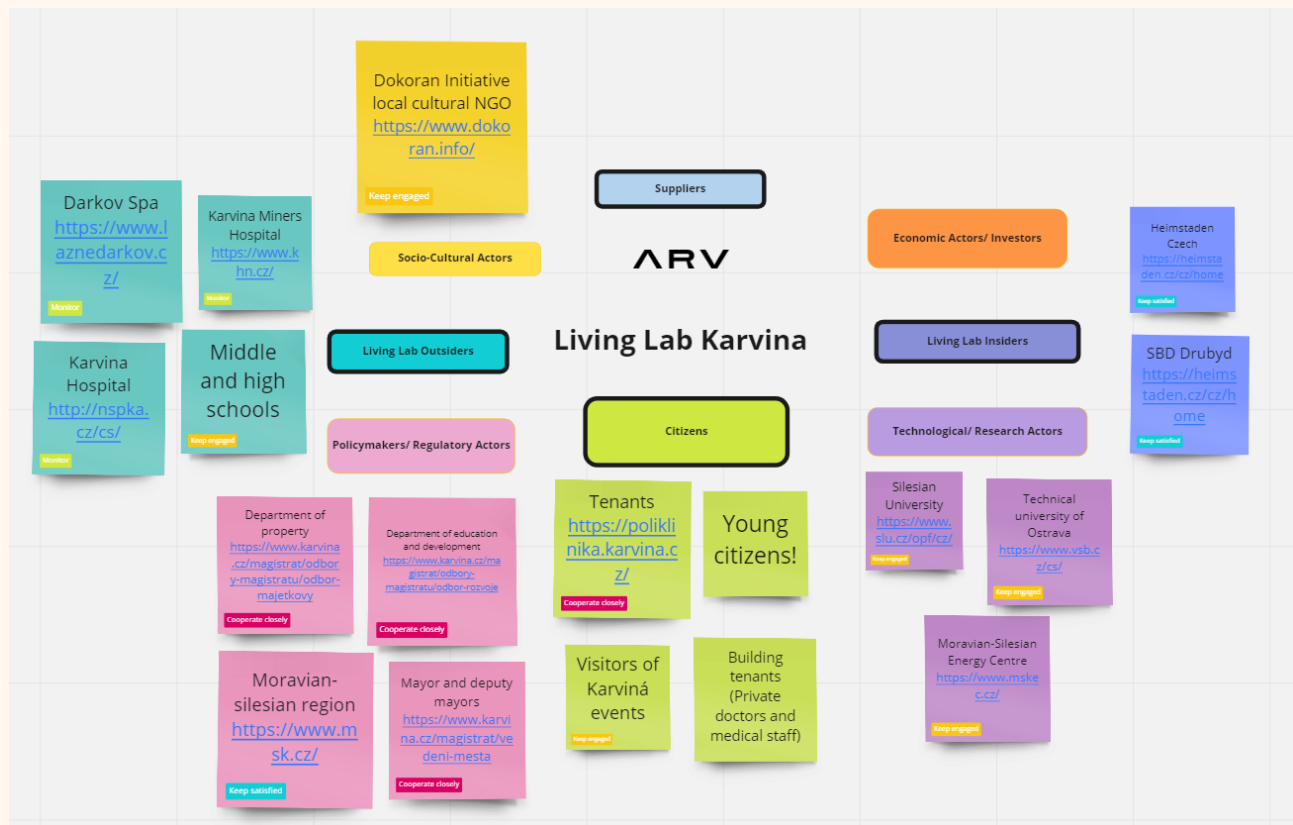 Dokoran Initiative
local cultural NGO
https://www.doko
ran.info/
Keep engaged
Suppliers
Darkov Spa
https://www.l
aznedarkov.c
z/
Monitor
Karvina Miners
Hospital
https://www.k
hn.cz/
Monitor
Socio-Cultural Actors
ARV
Economic Actors/ Investors
Heimstaden
Czech
https://heimsta
den.cz/cz/home
Keep satisfied
Karvina
Hospital
http://nspka.
cz/cs/
Monitor
Middle
and high
schools
Keep engaged
Living Lab Outsiders
Living Lab Karvina
Living Lab Insiders
SBD Drubyd
https://heims
taden.cz/cz/h
ome
Keep satisfied
Policymakers/ Regulatory Actors
Citizens
Technological/ Research Actors
Department of
property
https://www.karvina
.cz/magistrat/odbor
y-magistratu/odbor-
majetkovy
Cooperate closely
Department of education
and development
https://www.karvina.cz/ma
gistrat/odbory-
magistratu/odbor-rozvoje
Cooperate closely
Tenants
https://polikl
inika.karvina.c
z/
Cooperate closely
Young
citizens!
Silesian
University
https://www.
slu.cz/opf/cz/
Keep engaged
Technical
university of
Ostrava
https://www.vsb.c
z/cs/
Keep engaged
Moravian-
silesian region
https://www.m
sk.cz/
Keep satisfied
Mayor and deputy
mayors
https://www.karvi
na.cz/magistrat/ve
deni-mesta
Cooperate closely
Visitors of
Karviná
events
Keep engaged
Building
tenants
(Private
doctors and
medical staff)
Moravian-Silesian
Energy Centre
https://www.mske
c.cz/
Keep engaged